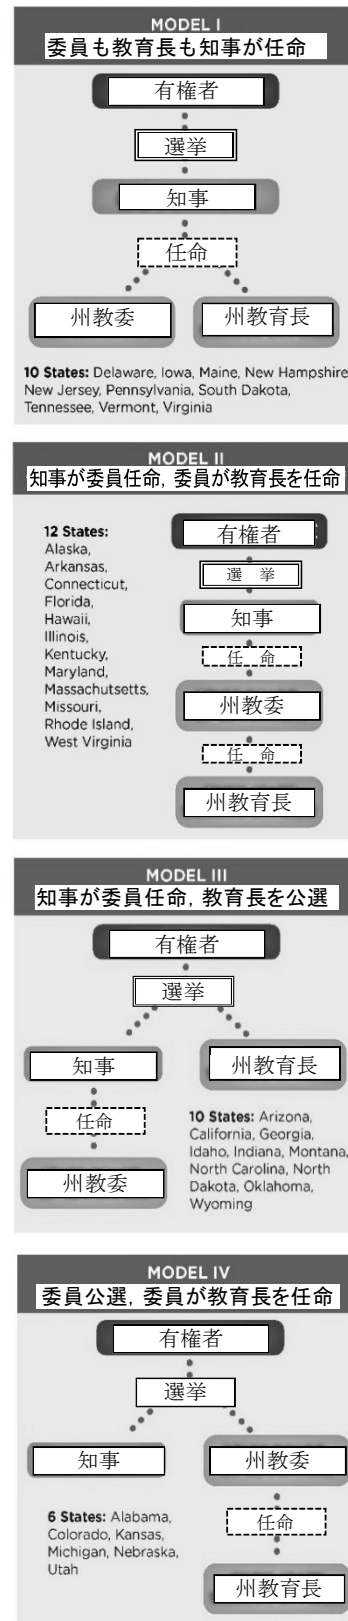 MODEL I
委員も教育長も知事が任命
有権者
選挙
知事
任命
州教委 州教育長
10 States: Delaware, Iowa, Maine, New Hampshire
New Jersey, Pennsylvania, South Dakota,
Tennessee, Vermont, Virginia
MODEL II
知事が委員任命，委員が教育長を任命
12 States:
Alaska,
Arkansas,
Connecticut,
Florida,
Hawaii,
Illinois,
Kentucky,
Maryland,
Massachutsetts,
Missouri,
Rhode Island,
West Virginia
有権者
選 挙
知事
任 命
州教委
任 命
州教育長
MODEL III
知事が委員任命，教育長を公選
有権者
選挙
知事 州教育長
任命
州教委
10 States: Arizona,
California, Georgia,
Idaho, Indiana, Montana,
North Carolina, North
Dakota, Oklahoma,
Wyoming
MODEL IV
委員公選，委員が教育長を任命
有権者
選挙
知事 州教委
任命
州教育長
6 States: Alabama,
Colorado, Kansas,
Michigan, Nebraska,
Utah